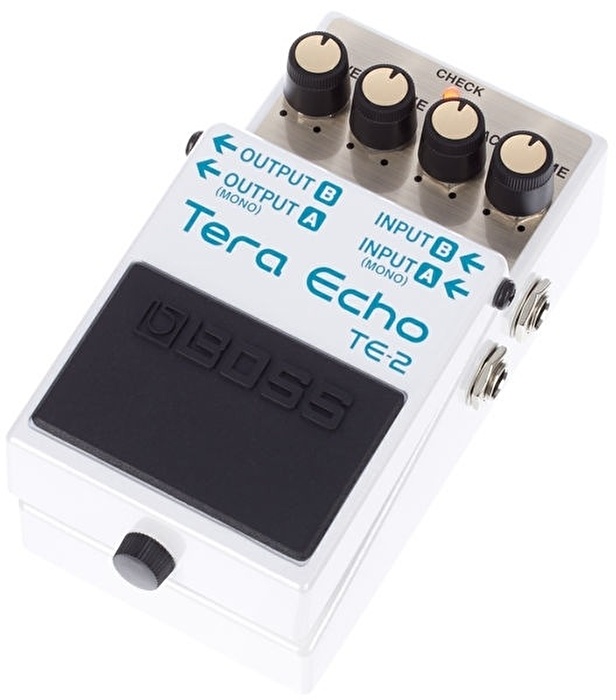 CHECK
OUTPUT B
OUTPUT A
(MONO)
INPUT B
INPUT A
(MONO)
Tera Echo
TE-2
BOSS